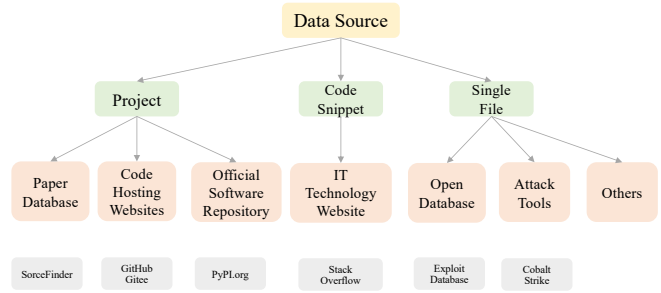 Data Source
Project
Code
Snippet
Single
File
Paper
Database
Code
Hosting
Websites
Official
Software
Repository
IT
Technology
Website
Open
Database
Attack
Tools
Others
SorceFinder
GitHub
Gitee
PyPI.org
Stack
Overflow
Exploit
Database
Cobalt
Strike